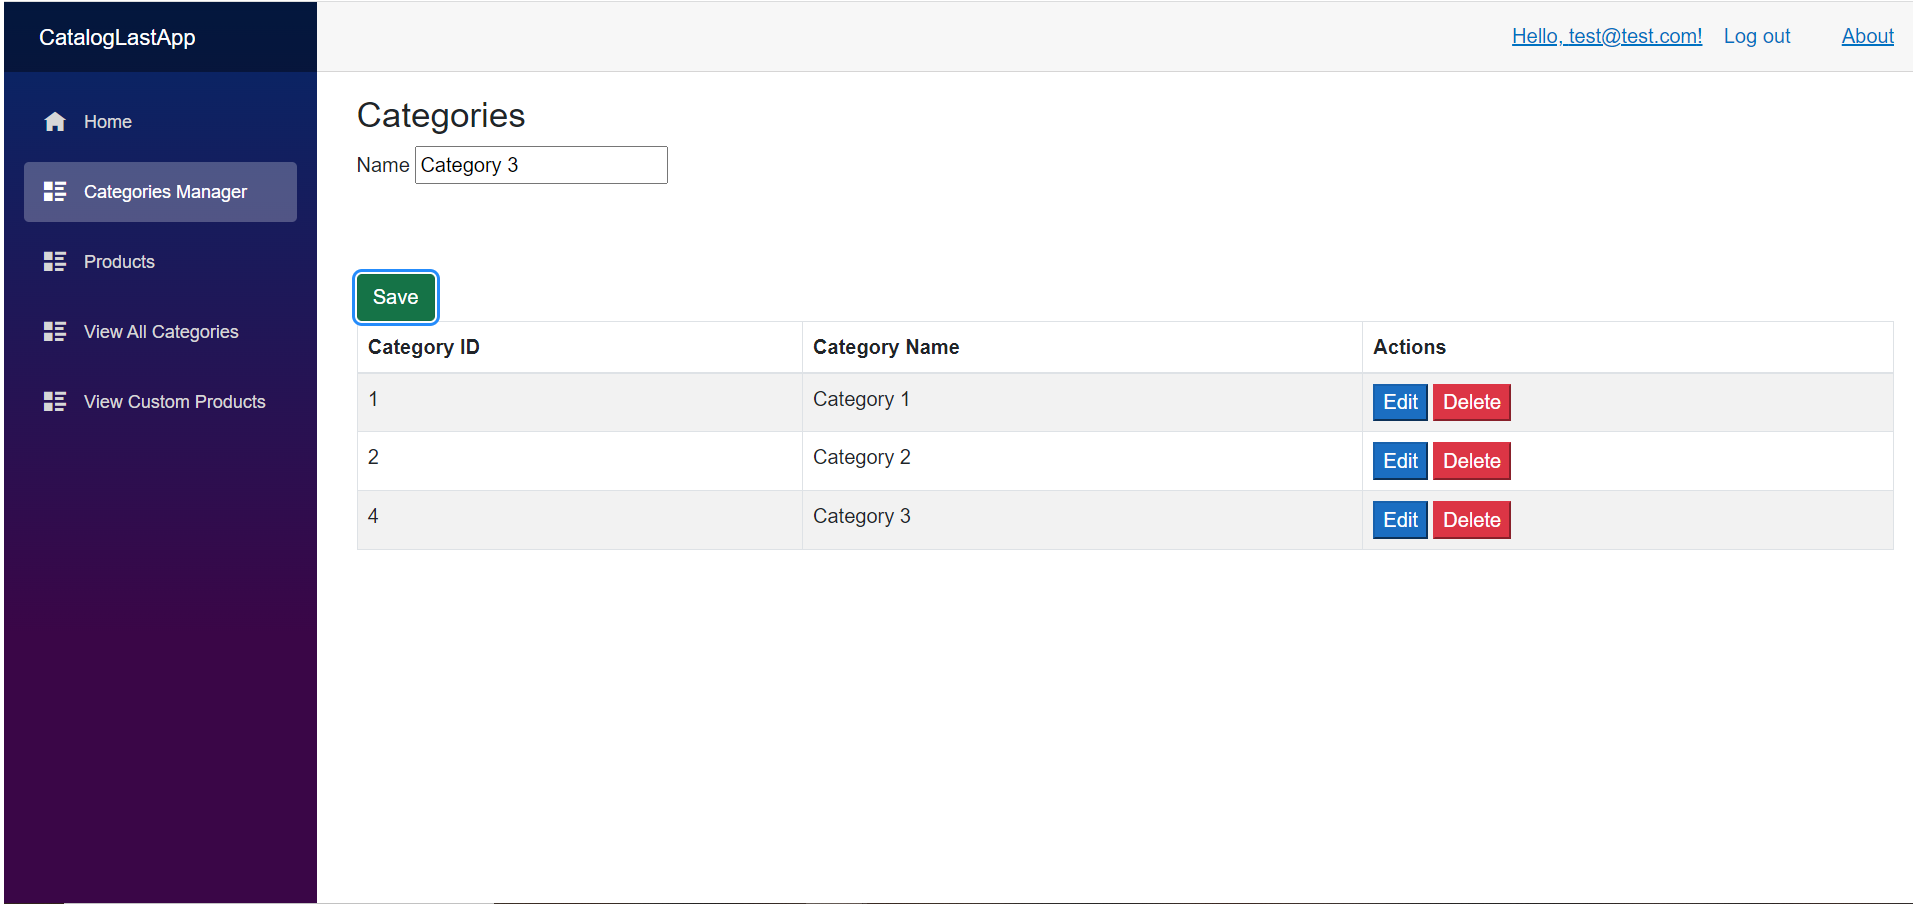 CatalogLastApp
Hello, test@test.com! Log out About
Home
Categories Manager
Products
View All Categories
View Custom Products
Categories
Name Category 3
Save
Category ID Category Name Actions
1 Category 1 Edit Delete
2 Category 2 Edit Delete
4 Category 3 Edit Delete